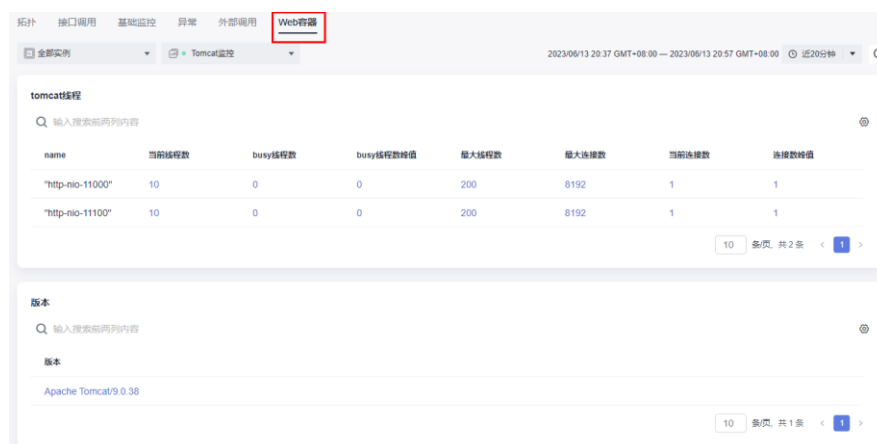 拓扑 接口调用 基础监控 异常 外部调用 Web容器
全部实例 Tomcat监控 2023/06/13 20:37 GMT+08:00 — 2023/06/13 20:57 GMT+08:00 近20分钟
tomcat线程
输入搜索前两列内容
name 当前线程数 busy线程数 busy线程数峰值 最大线程数 最大连接数 当前连接数 连接数峰值
"http-nio-11000" 10 0 0 200 8192 1 1
"http-nio-11100" 10 0 0 200 8192 1 1
10 条/页, 共 2 条 < 1 >
版本
输入搜索前两列内容
版本
Apache Tomcat/9.0.38
10 条/页, 共 1 条 < 1 >